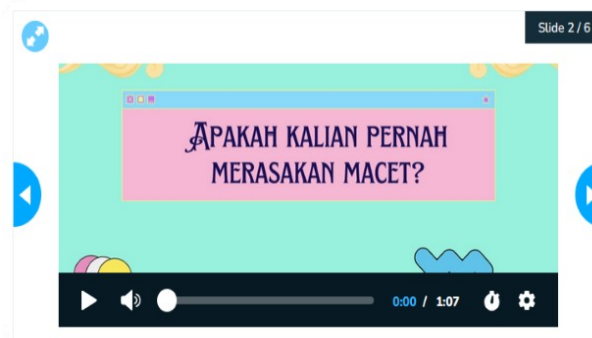 Slide 2 / 6
APAKAH KALIAN PERNAH
MERASAKAN MACET?
0:00 / 1:07